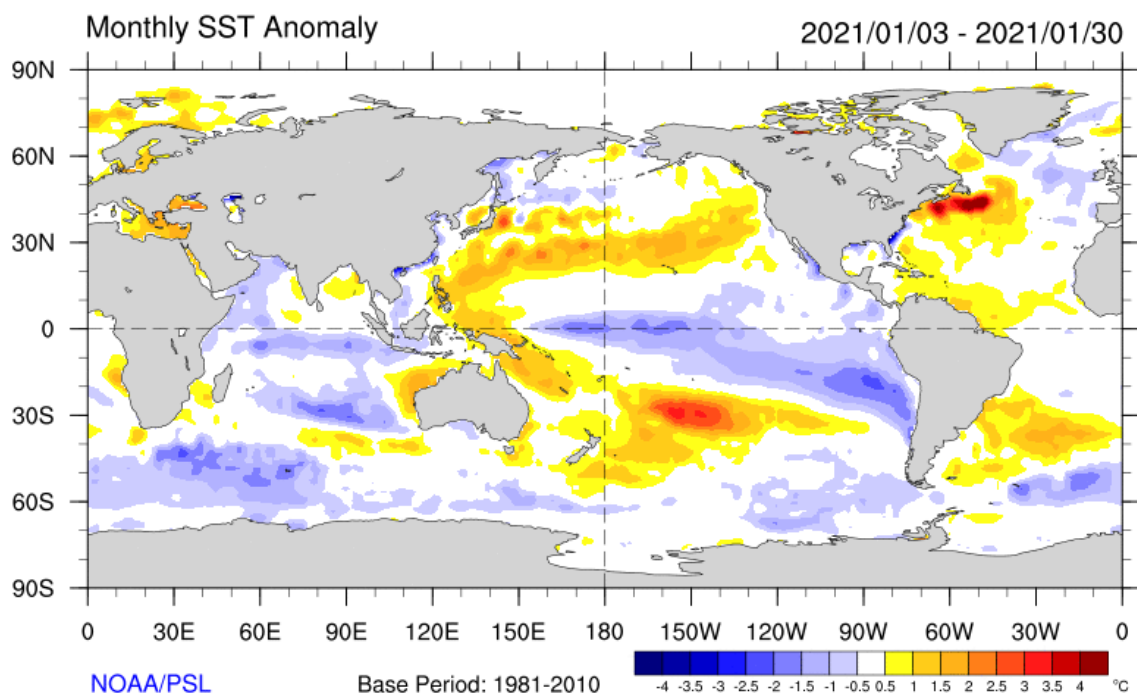 Monthly SST Anomaly 2021/01/03 - 2021/01/30
90N
60N
30N
0
30S
60S
90S
0 30E 60E 90E 120E 150E 180 150W 120W 90W 60W 30W 0
NOAA/PSL Base Period: 1981-2010
-4 -3.5 -3 -2.5 -2 -1.5 -1 -0.5 0.5 1 1.5 2 2.5 3 3.5 4 °C